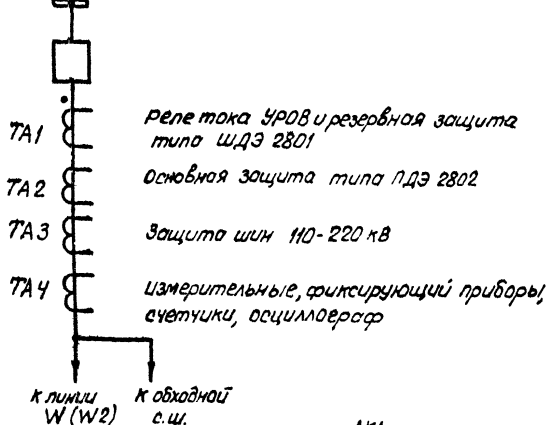 TA1
Реле тока УРОВ и резервная защита
типа ШДЭ 2801
TA2
Основная защита типа ПДЭ 2802
TA3
Защита шин 110-220 кВ
TA4
Измерительные, фиксирующий приборы,
счетчики, осциллограф
к линии
W (W2)
к обходной
с.ш.